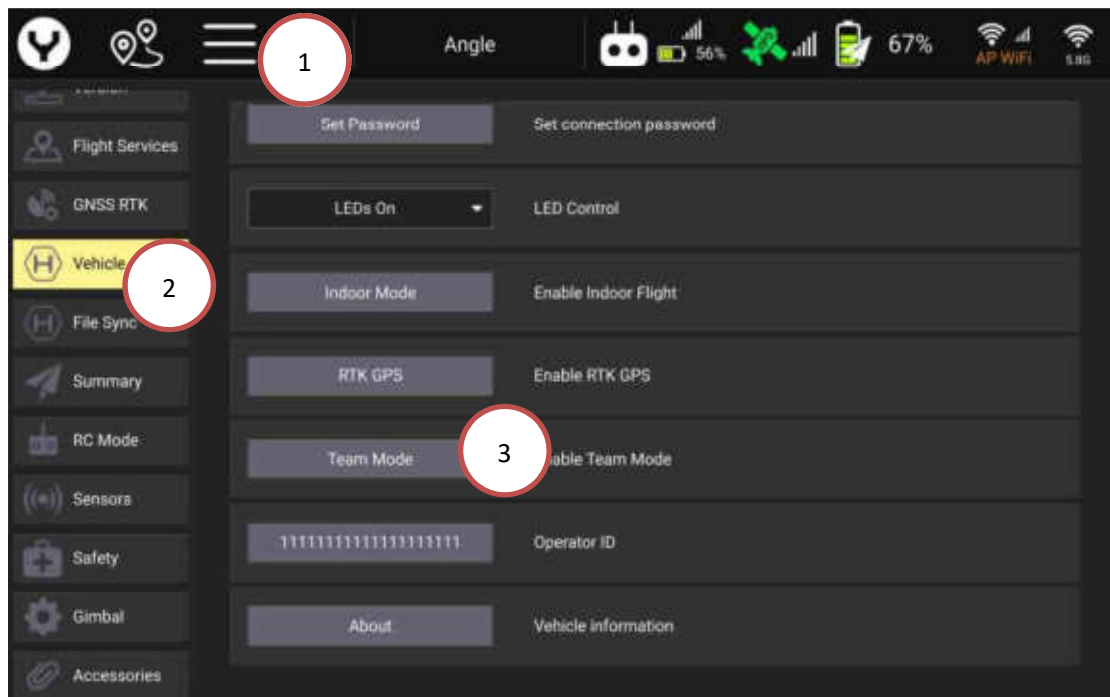 1
Angle
56%
67%
AP WiFi
5.8G
Version
Set Password
Set connection password
Flight Services
GNSS RTK
LEDs On
LED Control
Vehicle
2
Indoor Mode
Enable Indoor Flight
File Sync
Summary
RTK GPS
Enable RTK GPS
RC Mode
Team Mode
3
able Team Mode
Sensors
Operator ID
Safety
Gimbal
About
Vehicle information
Accessories